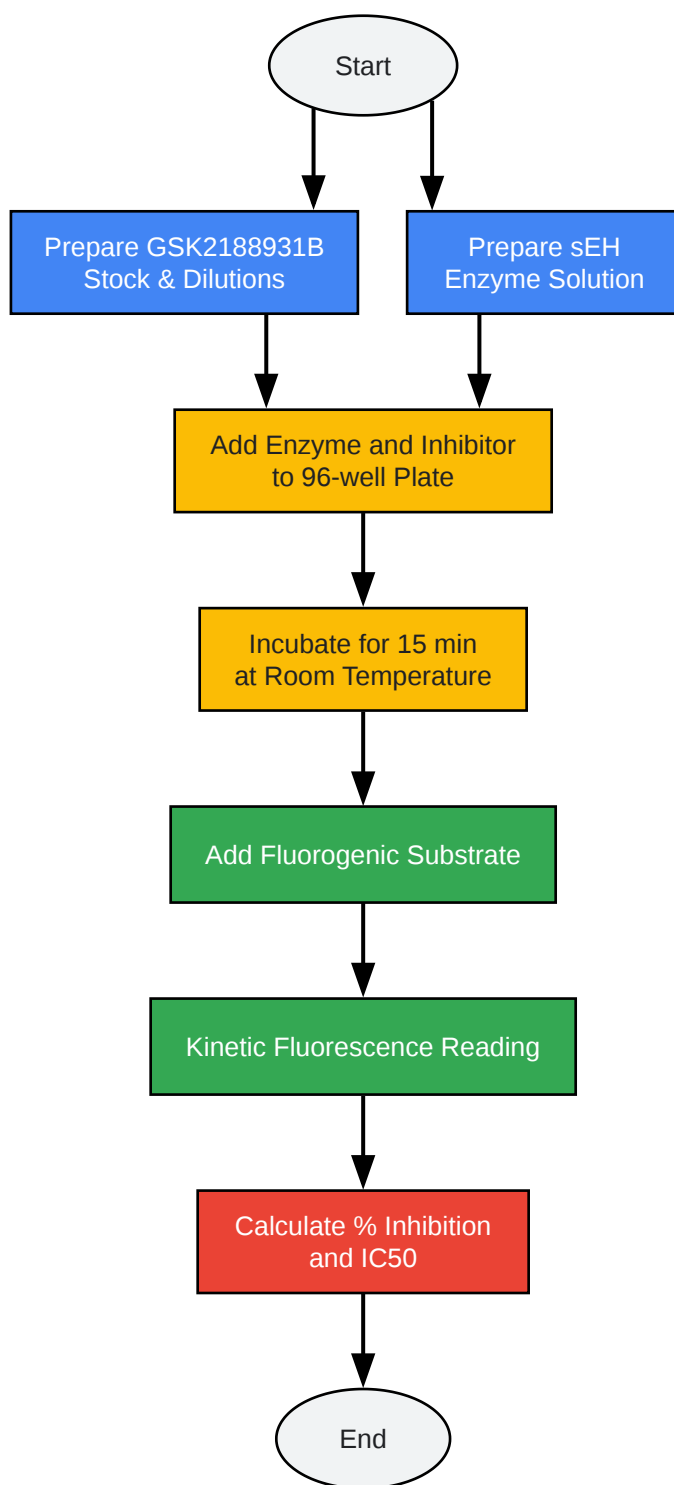 Start
Prepare GSK2188931B
Stock & Dilutions
Prepare sEH
Enzyme Solution
Add Enzyme and Inhibitor
to 96-well Plate
Incubate for 15 min
at Room Temperature
Add Fluorogenic Substrate
Kinetic Fluorescence Reading
Calculate % Inhibition
and IC50
End